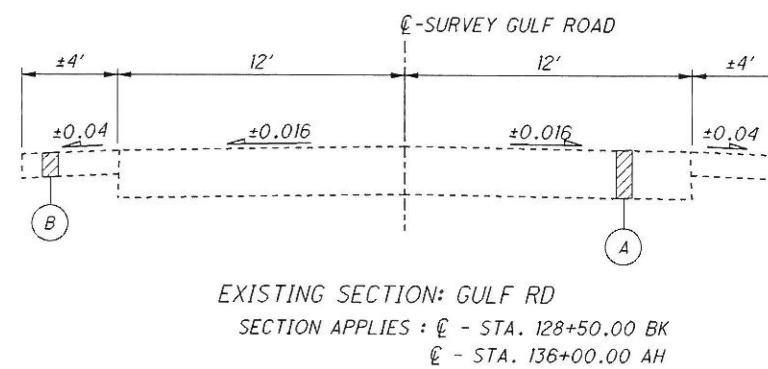 ℄-SURVEY GULF ROAD
±4' 12' 12' ±4'
±0.04 ±0.016 ±0.016 ±0.04
B A
EXISTING SECTION: GULF RD
SECTION APPLIES : ℄ - STA. 128+50.00 BK
℄ - STA. 136+00.00 AH